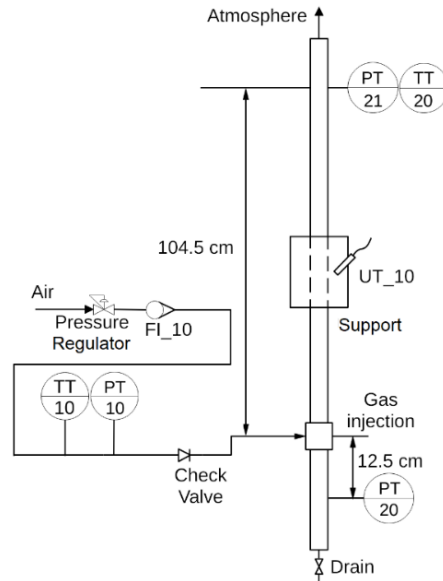 Atmosphere
PT
21
TT
20
104.5 cm
UT_10
Air
Pressure
Regulator
FI_10
Support
TT
10
PT
10
Gas
injection
Check
Valve
12.5 cm
PT
20
Drain